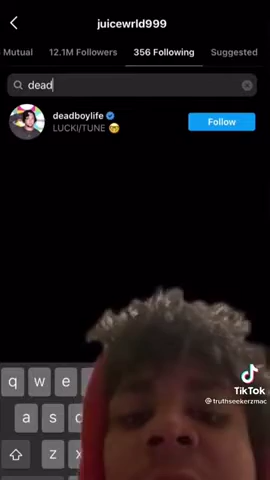 juicewrld999
Mutual 12.1M Followers 356 Following Suggested
dead
deadboylife
Follow
LUCKI/TUNE 🤓
q w e
a s d
z x
TikTok
@truthseekerzmac